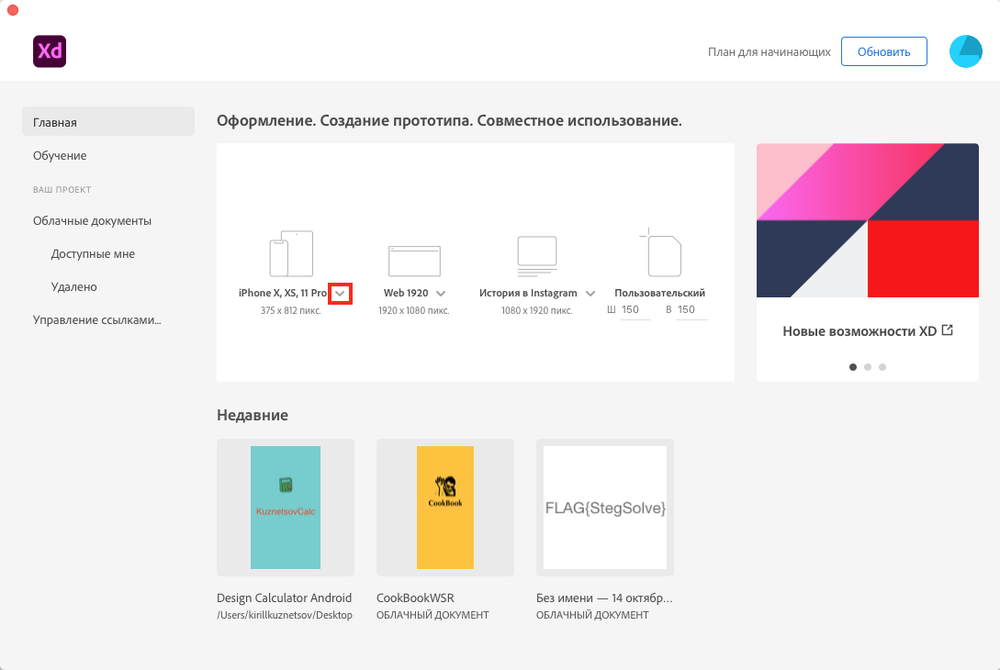 Xd
План для начинающих
Обновить
Главная
Обучение
ВАШ ПРОЕКТ
Облачные документы
Доступные мне
Удалено
Управление ссылками...
Оформление. Создание прототипа. Совместное использование.
iPhone X, XS, 11 Pro
375 x 812 пикс.
Web 1920
1920 x 1080 пикс.
История в Instagram
1080 x 1920 пикс.
Пользовательский
Ш 150 В 150
Новые возможности XD
Недавние
KuznetsovCalc
CookBook
FLAG{StegSolve}
Design Calculator Android
/Users/kirillkuznetsov/Desktop
CookBookWSR
ОБЛАЧНЫЙ ДОКУМЕНТ
Без имени — 14 октябр...
ОБЛАЧНЫЙ ДОКУМЕНТ